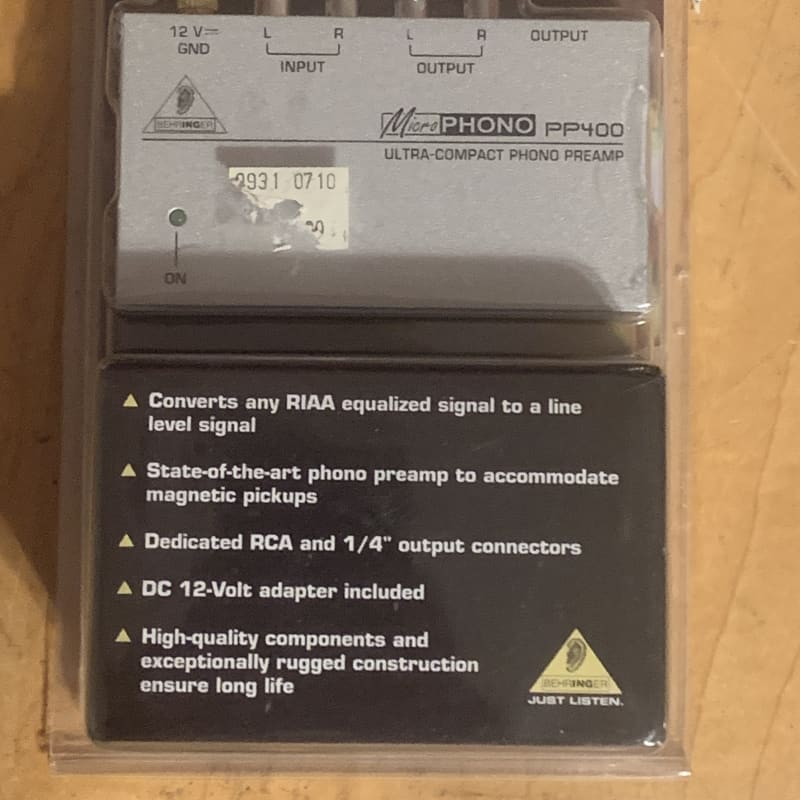 12 V⎓
GND
L R
INPUT
L R
OUTPUT
OUTPUT
BEHRINGER
Micro PHONO PP400
ULTRA-COMPACT PHONO PREAMP
0710
ON
Converts any RIAA equalized signal to a line
level signal
State-of-the-art phono preamp to accommodate
magnetic pickups
Dedicated RCA and 1/4" output connectors
DC 12-Volt adapter included
High-quality components and
exceptionally rugged construction
ensure long life
BEHRINGER
JUST LISTEN.